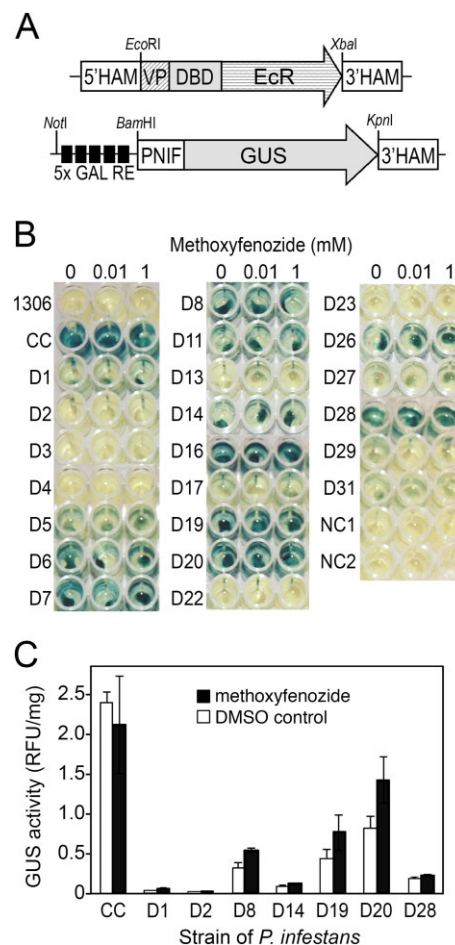 A
EcoRI XbaI
5'HAM VP DBD EcR 3'HAM
NotI BamHI KpnI
PNIF GUS 3'HAM
5x GAL RE
B
Methoxyfenozide (mM)
0 0.01 1 0 0.01 1 0 0.01 1
1306 D8 D23
CC D11 D26
D1 D13 D27
D2 D14 D28
D3 D16 D29
D4 D17 D31
D5 D19 NC1
D6 D20 NC2
D7 D22
C
GUS activity (RFU/mg)
2.5
2.0
1.5
1.0
0.5
0
methoxyfenozide
DMSO control
CC D1 D2 D8 D14 D19 D20 D28
Strain of P. infestans